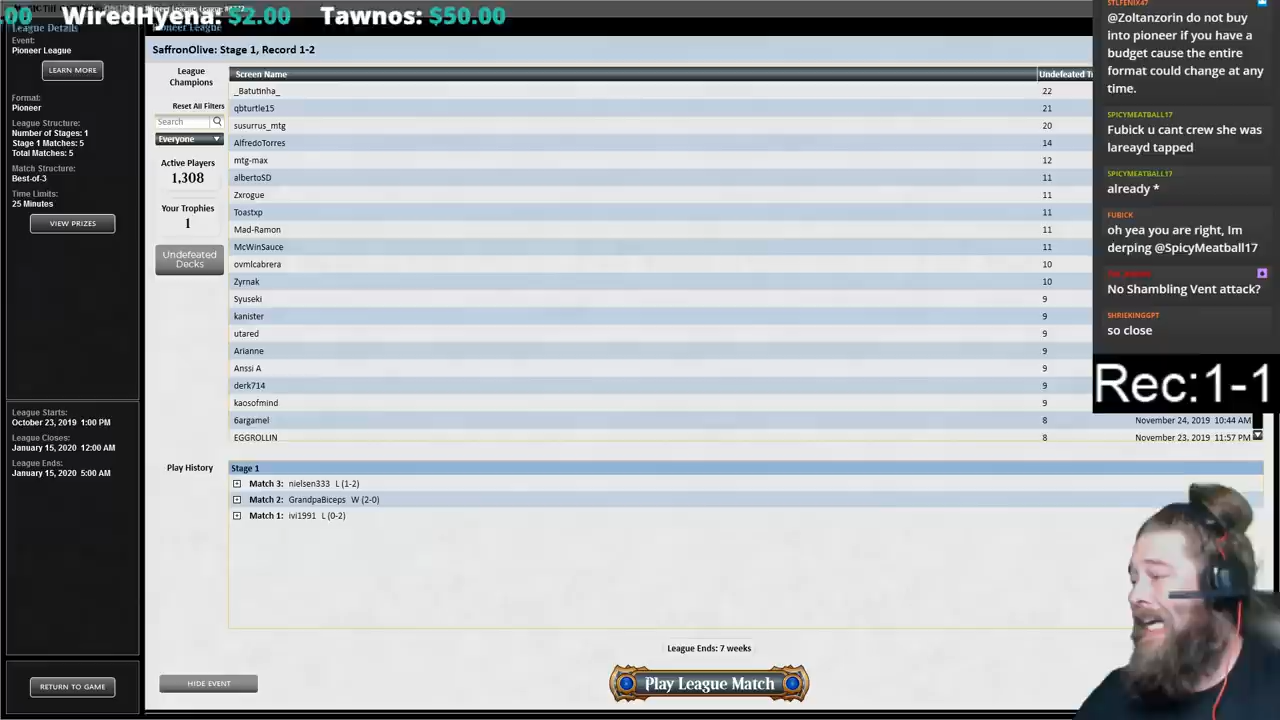 .00 WiredHyena: $2.00 Tawnos: $50.00
League Details
Pioneer League
Event:
Pioneer League
LEARN MORE
Format:
Pioneer
League Structure:
Number of Stages: 1
Stage 1 Matches: 5
Total Matches: 5
Match Structure:
Best-of-3
Time Limits:
25 Minutes
VIEW PRIZES
League Starts:
October 23, 2019 1:00 PM
League Closes:
January 15, 2020 12:00 AM
League Ends:
January 15, 2020 5:00 AM
RETURN TO GAME
SaffronOlive: Stage 1, Record 1-2
League
Champions
Reset All Filters
Search
Everyone
Active Players
1,308
Your Trophies
1
Undefeated
Decks
Screen Name Undefeated
_Batutinha_ 22
qbturtle15 21
susurrus_mtg 20
AlfredoTorres 14
mtg-max 12
albertoSD 11
Zxrogue 11
Toastxp 11
Mad-Ramon 11
McWinSauce 11
ovmlcabrera 10
Zyrnak 10
Syuseki 9
kanister 9
utared 9
Arianne 9
Anssi A 9
derk714 9
kaosofmind 9
6argamel 8 November 24, 2019 10:44 AM
EGGROLLIN 8 November 23, 2019 11:57 PM
Play History
Stage 1
Match 3: nielsen333 L (1-2)
Match 2: GrandpaBiceps W (2-0)
Match 1: ivi1991 L (0-2)
League Ends: 7 weeks
HIDE EVENT
Play League Match
STLFENIX47
@Zoltanzorin do not buy
into pioneer if you have a
budget cause the entire
format could change at any
time.
SPICYMEATBALL17
Fubick u cant crew she was
lareayd tapped
SPICYMEATBALL17
already *
FUBICK
oh yea you are right, Im
derping @SpicyMeatball17
No Shambling Vent attack?
SHRIEKINGGPT
so close
Rec:1-1